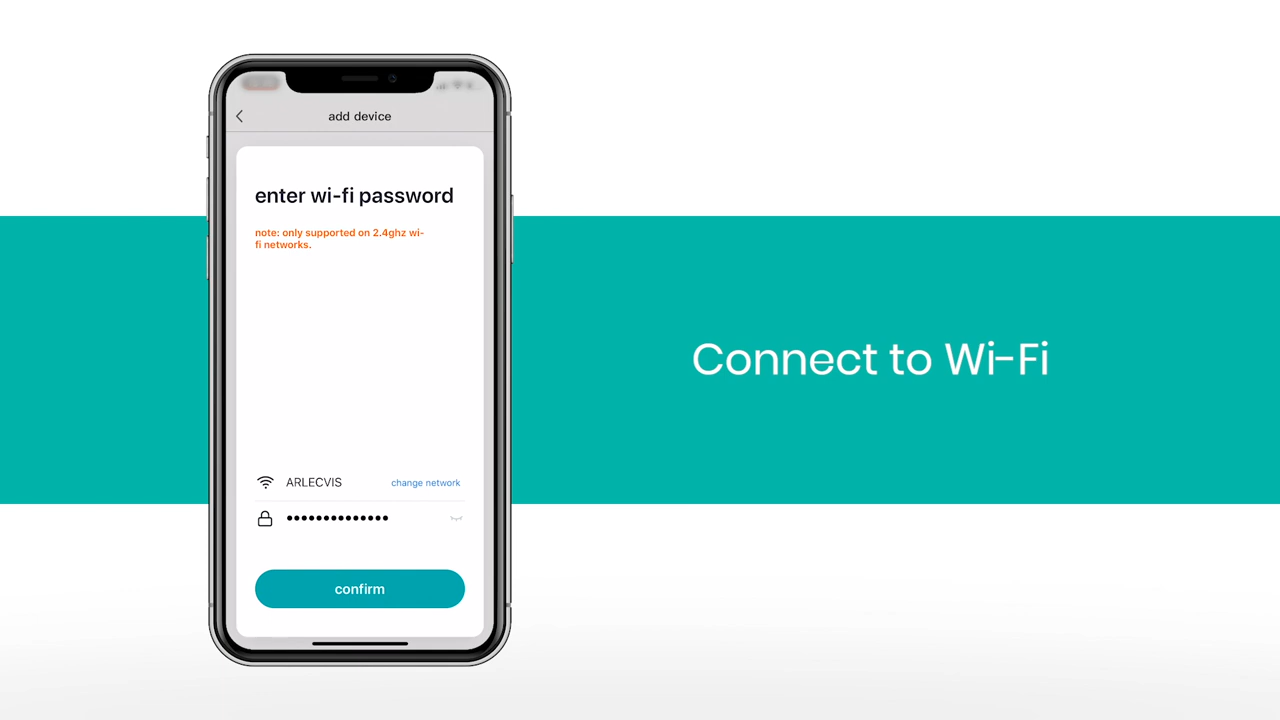 add device
enter wi-fi password
note: only supported on 2.4ghz wi-
fi networks.
ARLECVIS
change network
••••••••••••••
confirm
Connect to Wi-Fi